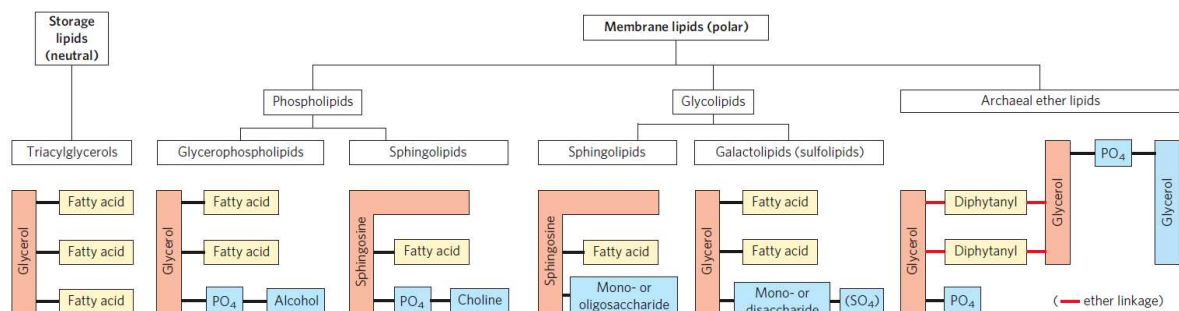 Storage
lipids
(neutral)
Membrane lipids (polar)
Phospholipids
Glycolipids
Archaeal ether lipids
Triacylglycerols
Glycerophospholipids
Sphingolipids
Sphingolipids
Galactolipids (sulfolipids)
Glycerol
Fatty acid
Fatty acid
Fatty acid
Glycerol
Fatty acid
Fatty acid
PO4
Alcohol
Sphingosine
Fatty acid
PO4
Choline
Sphingosine
Fatty acid
Mono- or
oligosaccharide
Glycerol
Fatty acid
Fatty acid
Mono- or
disaccharide
(SO4)
Glycerol
Diphytanyl
Diphytanyl
PO4
Glycerol
PO4
Glycerol
( ether linkage)